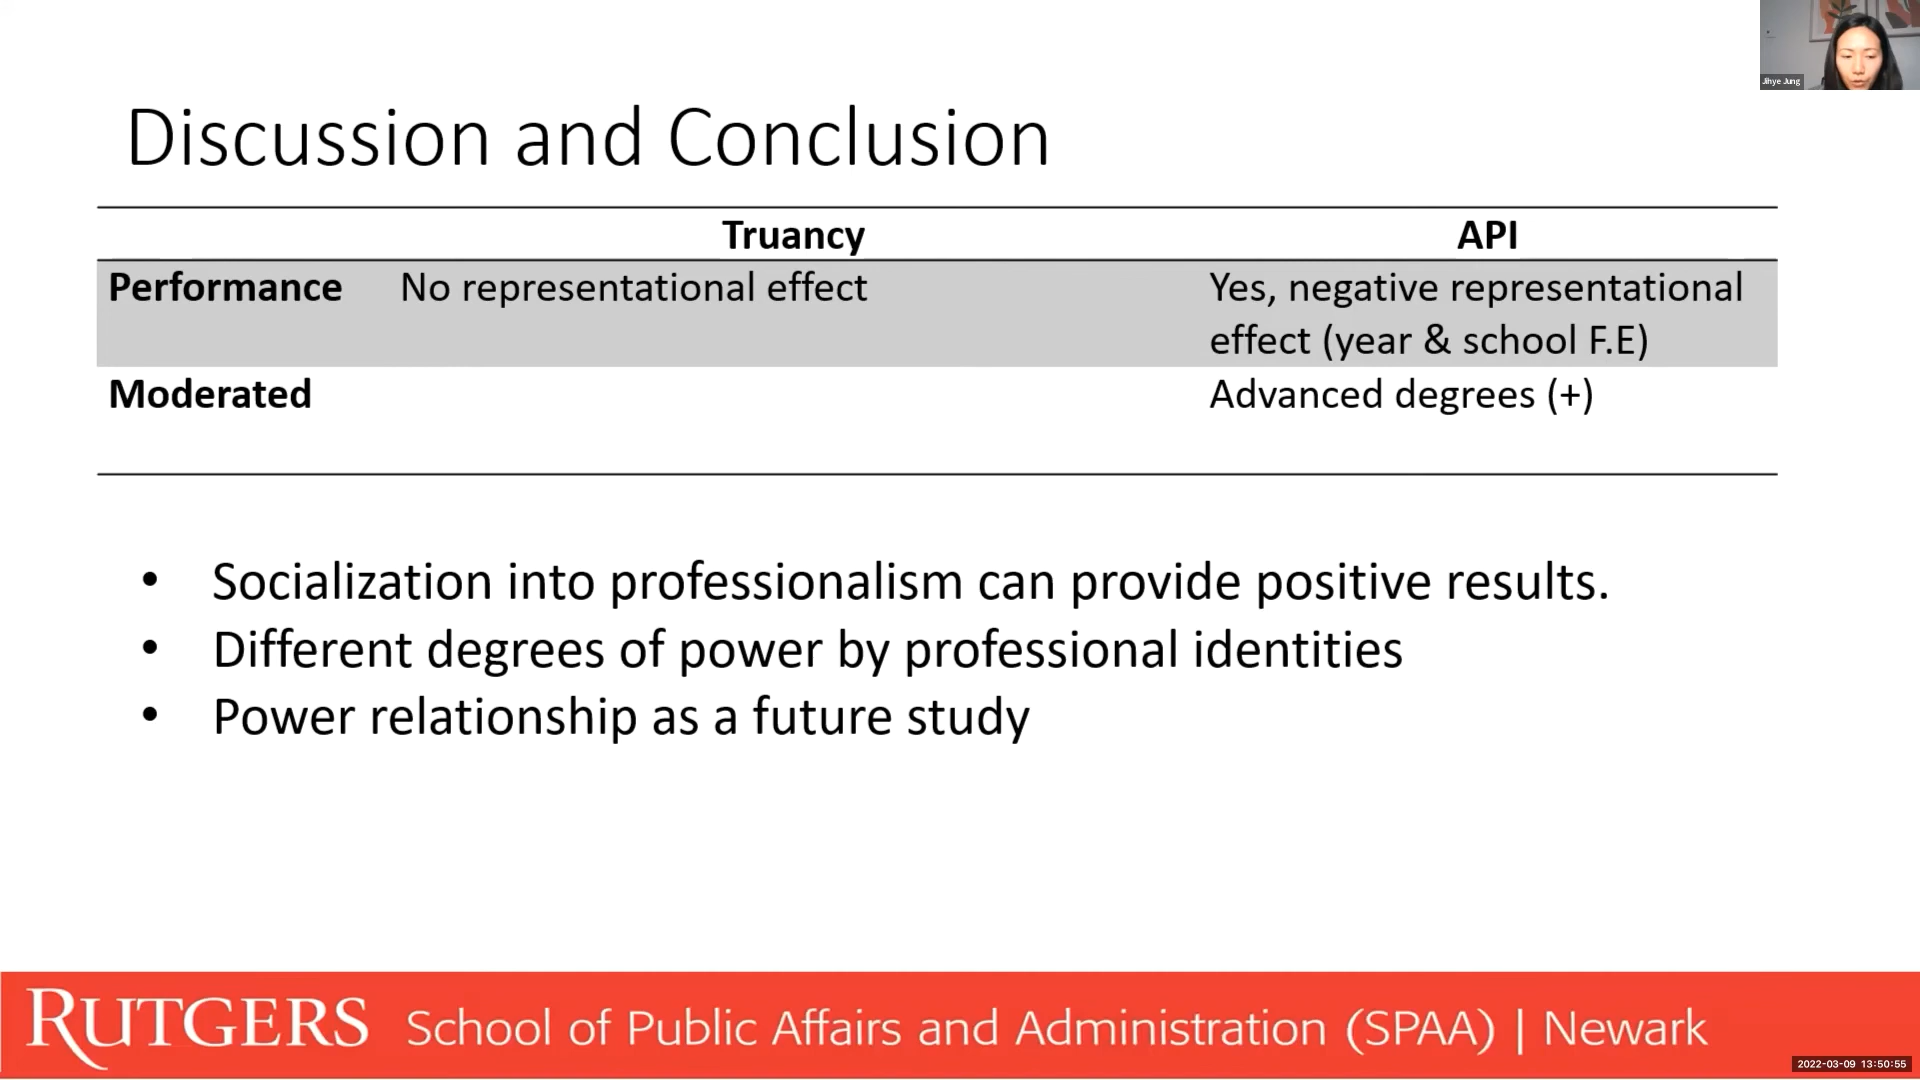 Jihye Jung
Discussion and Conclusion
Truancy API
Performance No representational effect Yes, negative representational
effect (year & school F.E)
Moderated Advanced degrees (+)
• Socialization into professionalism can provide positive results.
• Different degrees of power by professional identities
• Power relationship as a future study
RUTGERS School of Public Affairs and Administration (SPAA) | Newark
2022-03-09 13:50:55